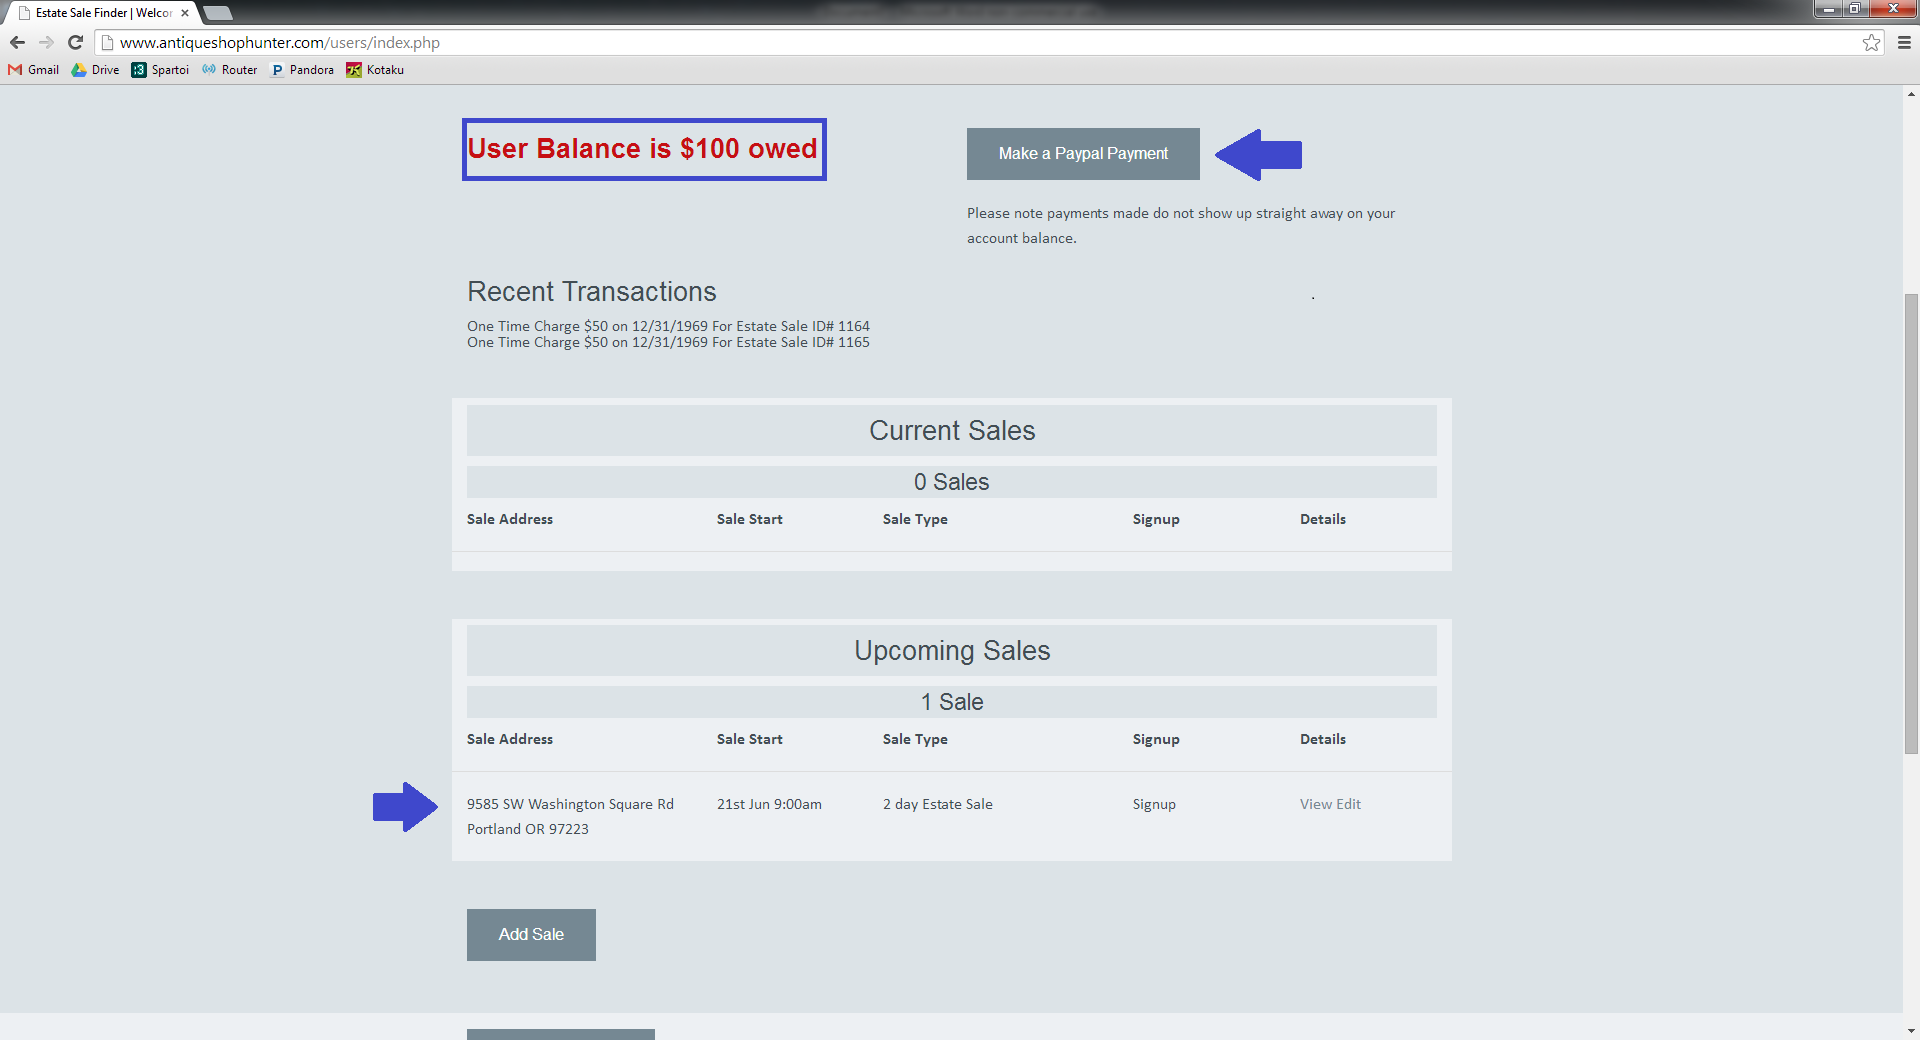 Estate Sale Finder | Welcor
www.antiqueshophunter.com/users/index.php
Gmail Drive Spartoi Router Pandora Kotaku
User Balance is $100 owed
Make a Paypal Payment
Please note payments made do not show up straight away on your
account balance.
Recent Transactions
.
One Time Charge $50 on 12/31/1969 For Estate Sale ID# 1164
One Time Charge $50 on 12/31/1969 For Estate Sale ID# 1165
Current Sales
0 Sales
Sale Address Sale Start Sale Type Signup Details
Upcoming Sales
1 Sale
Sale Address Sale Start Sale Type Signup Details
9585 SW Washington Square Rd 21st Jun 9:00am 2 day Estate Sale Signup View Edit
Portland OR 97223
Add Sale